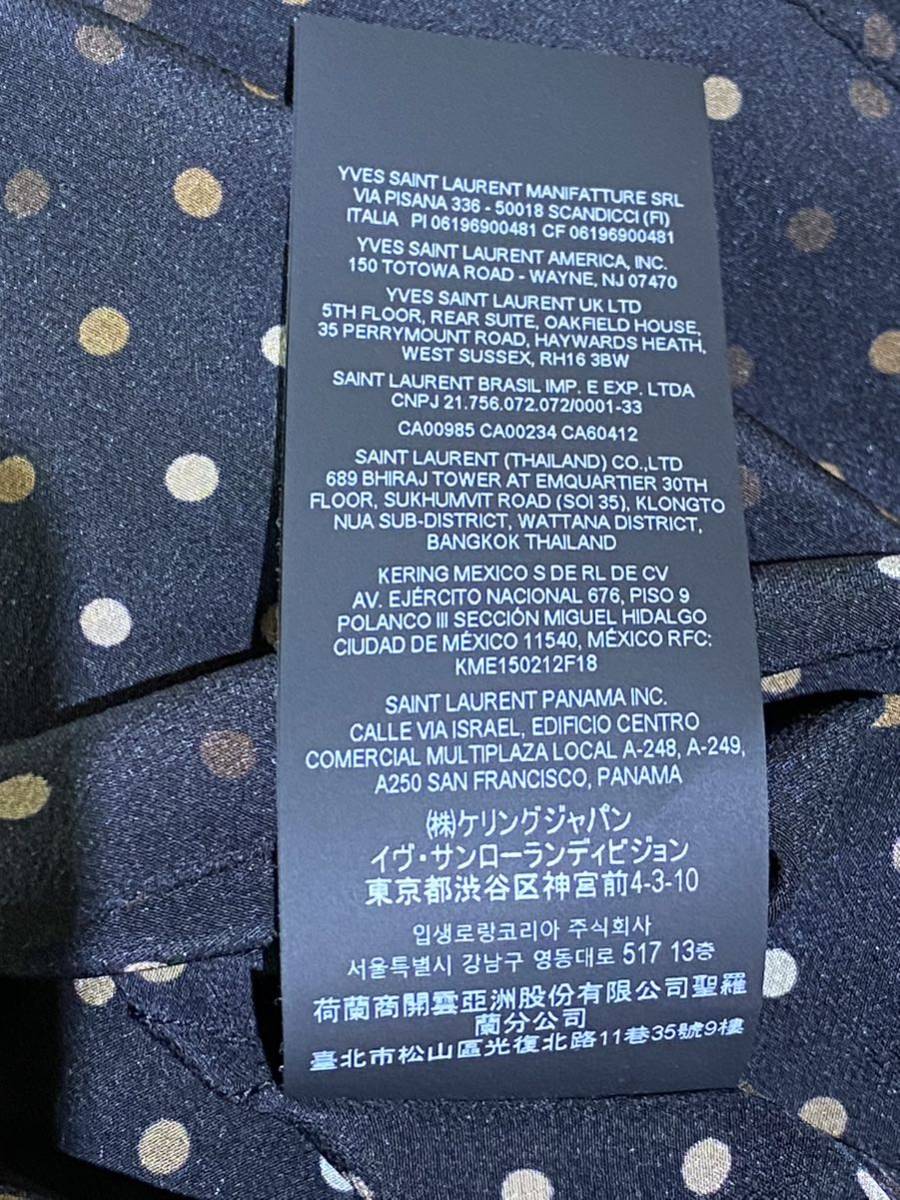 YVES SAINT LAURENT MANIFATTURE SRL
VIA PISANA 336 - 50018 SCANDICCI (FI)
ITALIA PI 06196900481 CF 06196900481
YVES SAINT LAURENT AMERICA, INC.
150 TOTOWA ROAD - WAYNE, NJ 07470
YVES SAINT LAURENT UK LTD
5TH FLOOR, REAR SUITE, OAKFIELD HOUSE,
35 PERRYMOUNT ROAD, HAYWARDS HEATH,
WEST SUSSEX, RH16 3BW
SAINT LAURENT BRASIL IMP. E EXP. LTDA
CNPJ 21.756.072.072/0001-33
CA00985 CA00234 CA60412
SAINT LAURENT (THAILAND) CO.,LTD
689 BHIRAJ TOWER AT EMQUARTIER 30TH
FLOOR, SUKHUMVIT ROAD (SOI 35), KLONGTO
NUA SUB-DISTRICT, WATTANA DISTRICT,
BANGKOK THAILAND
KERING MEXICO S DE RL DE CV
AV. EJÉRCITO NACIONAL 676, PISO 9
POLANCO III SECCIÓN MIGUEL HIDALGO
CIUDAD DE MÉXICO 11540, MÉXICO RFC:
KME150212F18
SAINT LAURENT PANAMA INC.
CALLE VIA ISRAEL, EDIFICIO CENTRO
COMERCIAL MULTIPLAZA LOCAL A-248, A-249,
A250 SAN FRANCISCO, PANAMA
㈱ケリングジャパン
イヴ・サンローランディビジョン
東京都渋谷区神宮前4-3-10
입생로랑코리아 주식회사
서울특별시 강남구 영동대로 517 13층
荷蘭商開雲亞洲股份有限公司聖羅
蘭分公司
臺北市松山區光復北路11巷35號9樓